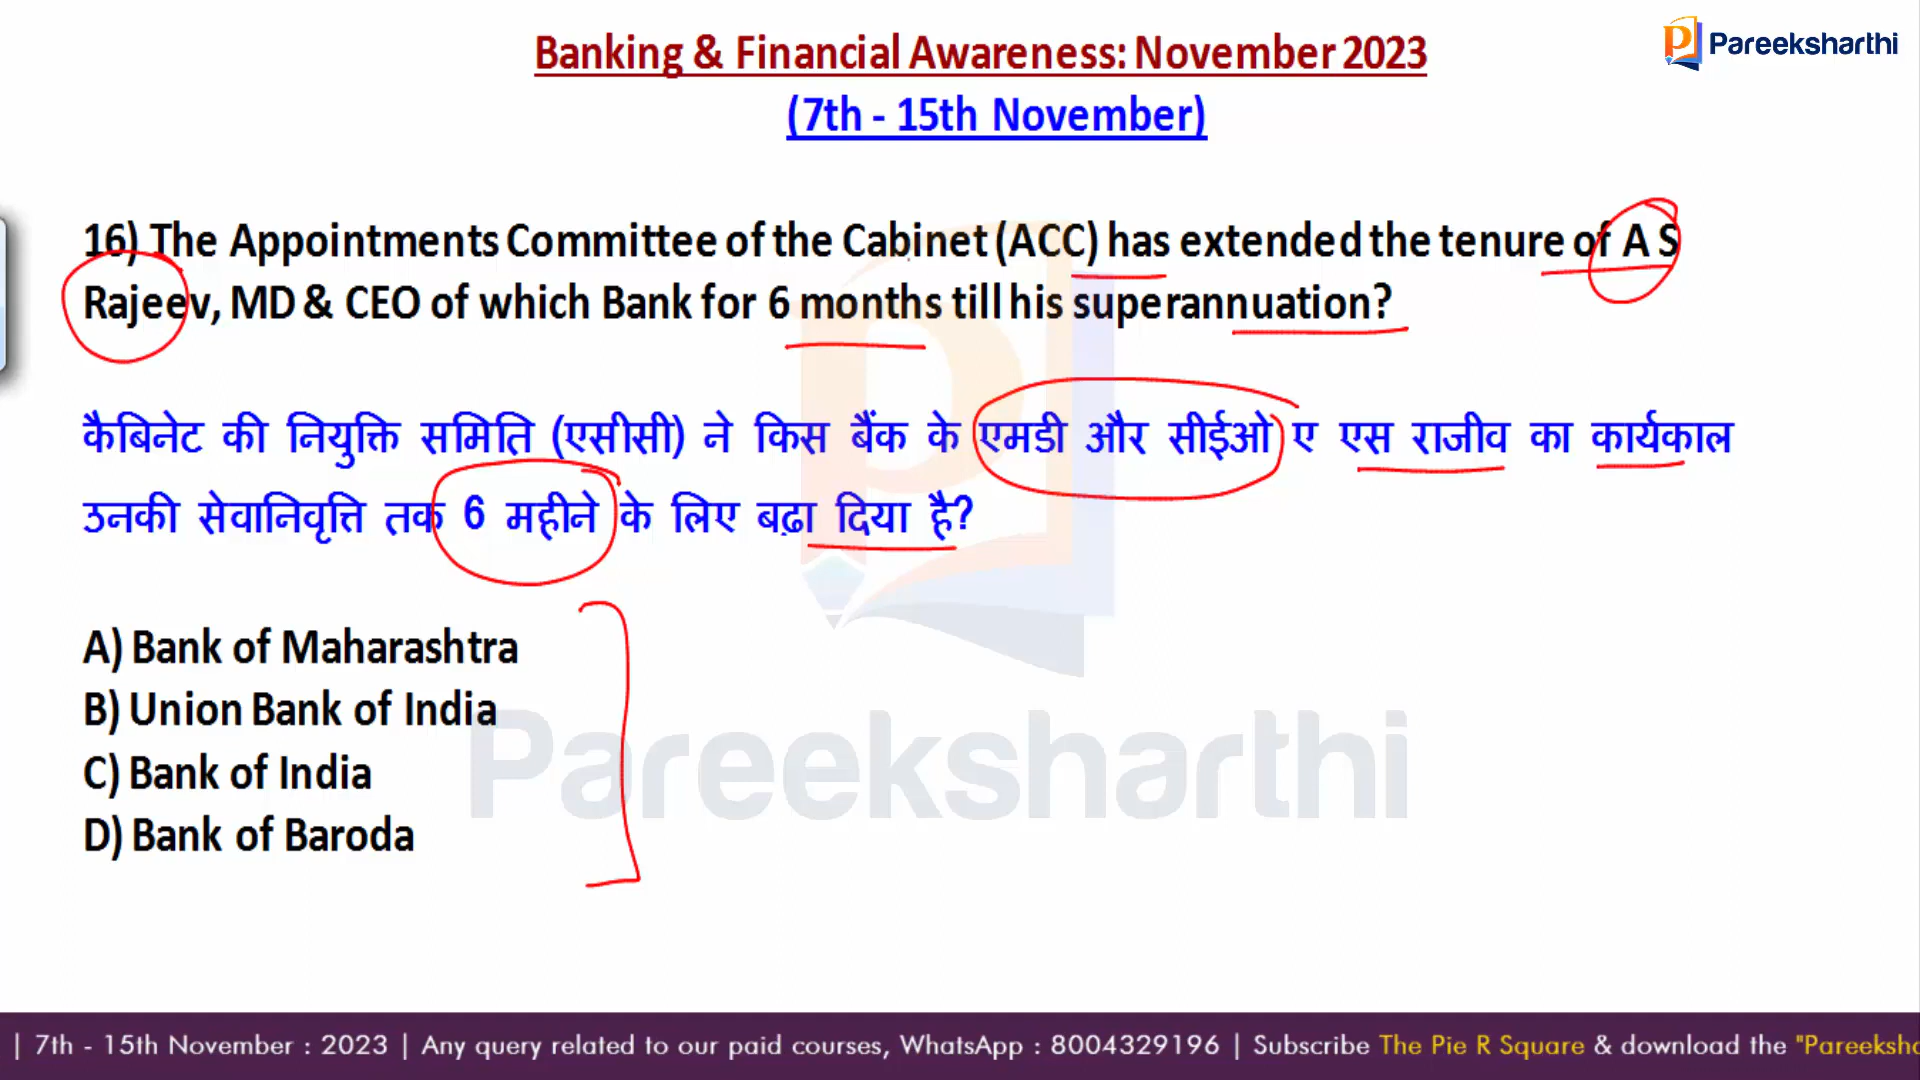 Pareeksharthi
Banking & Financial Awareness: November 2023
(7th - 15th November)
16) The Appointments Committee of the Cabinet (ACC) has extended the tenure of A S
Rajeev, MD & CEO of which Bank for 6 months till his superannuation?
कैबिनेट की नियुक्ति समिति (एसीसी) ने किस बैंक के एमडी और सीईओ ए एस राजीव का कार्यकाल
उनकी सेवानिवृत्ति तक 6 महीने के लिए बढ़ा दिया है?
A) Bank of Maharashtra
B) Union Bank of India
C) Bank of India
D) Bank of Baroda
Pareeksharthi
| 7th - 15th November : 2023 | Any query related to our paid courses, WhatsApp : 8004329196 | Subscribe The Pie R Square & download the "Pareeksha